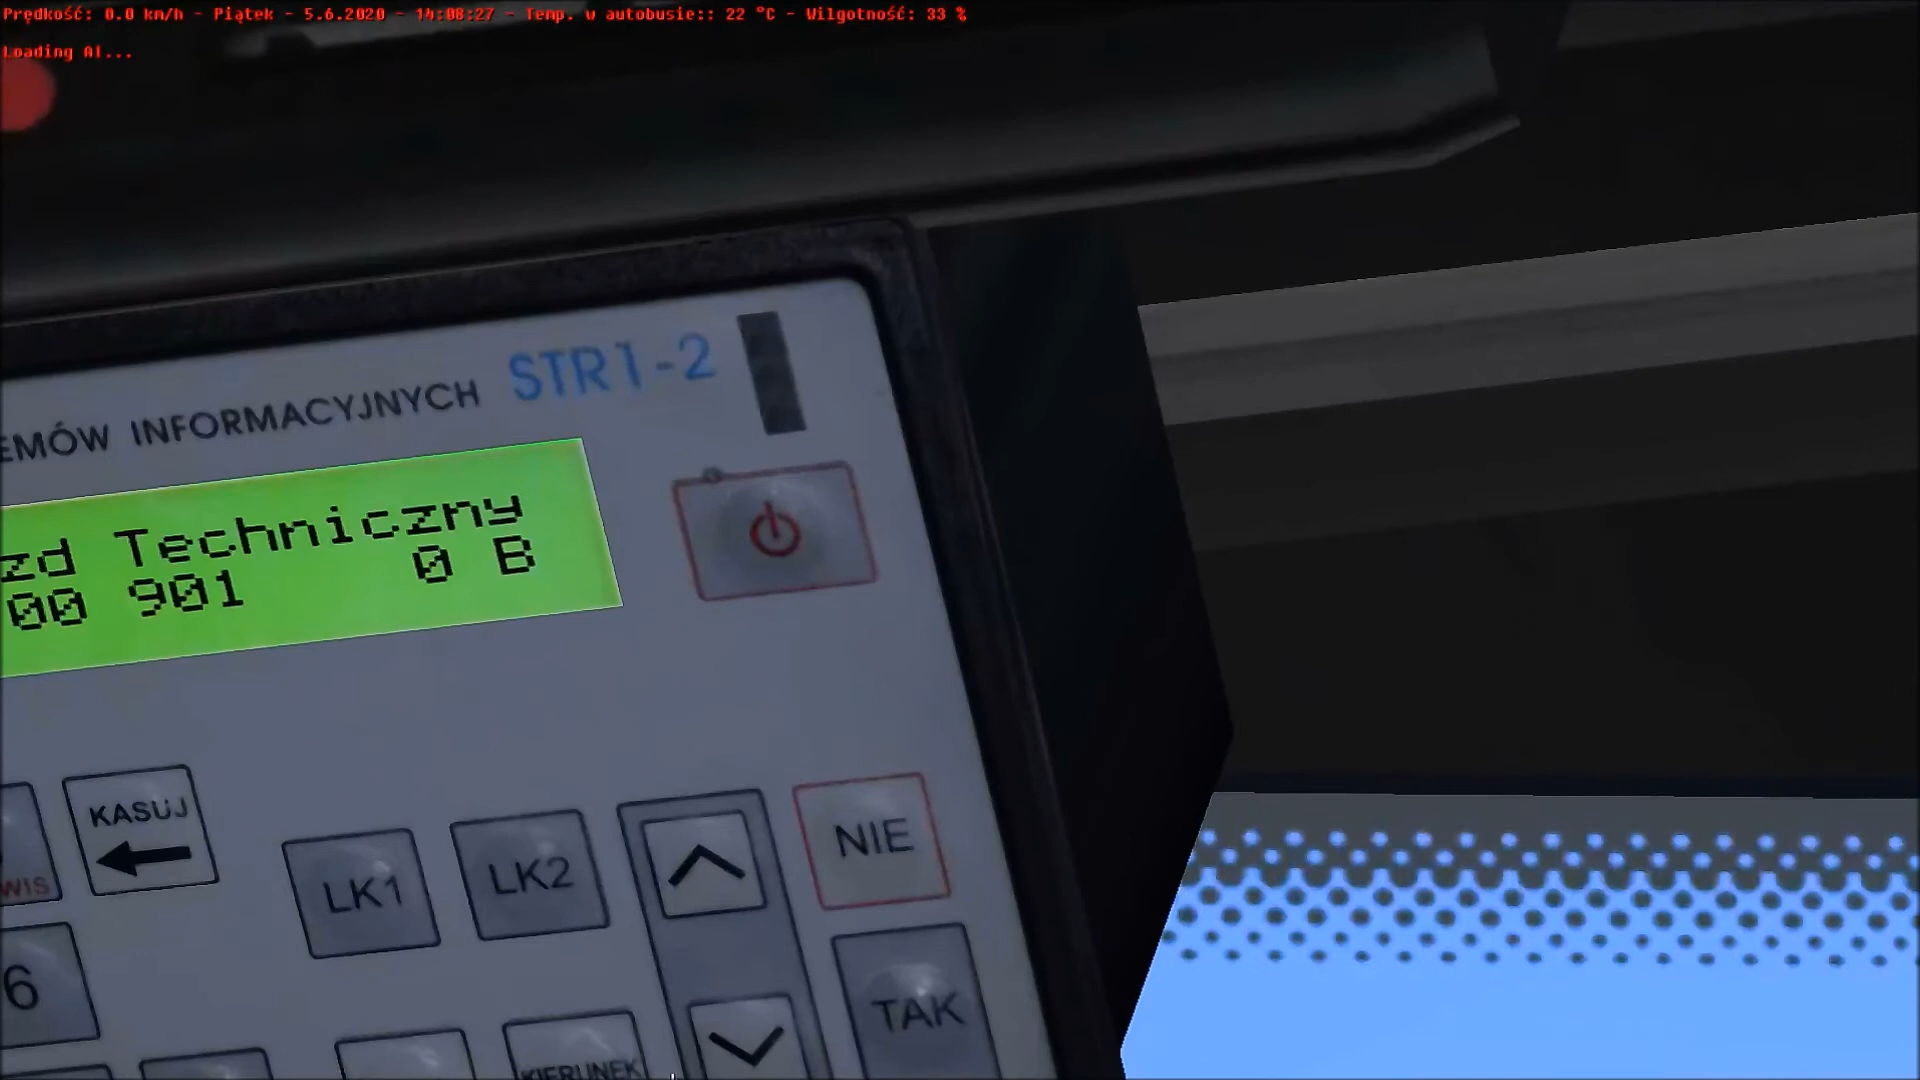 Prędkość: 0.0 km/h - Piątek - 5.6.2020 - 14:08:27 - Temp. w autobusie:: 22 °C - Wilgotność: 33 %
Loading AI...
EMÓW INFORMACYJNYCH STR1-2
zd Techniczny
00 901 0 B
KASUJ
WIS
LK1 LK2 NIE
6 TAK
KIERUNEK